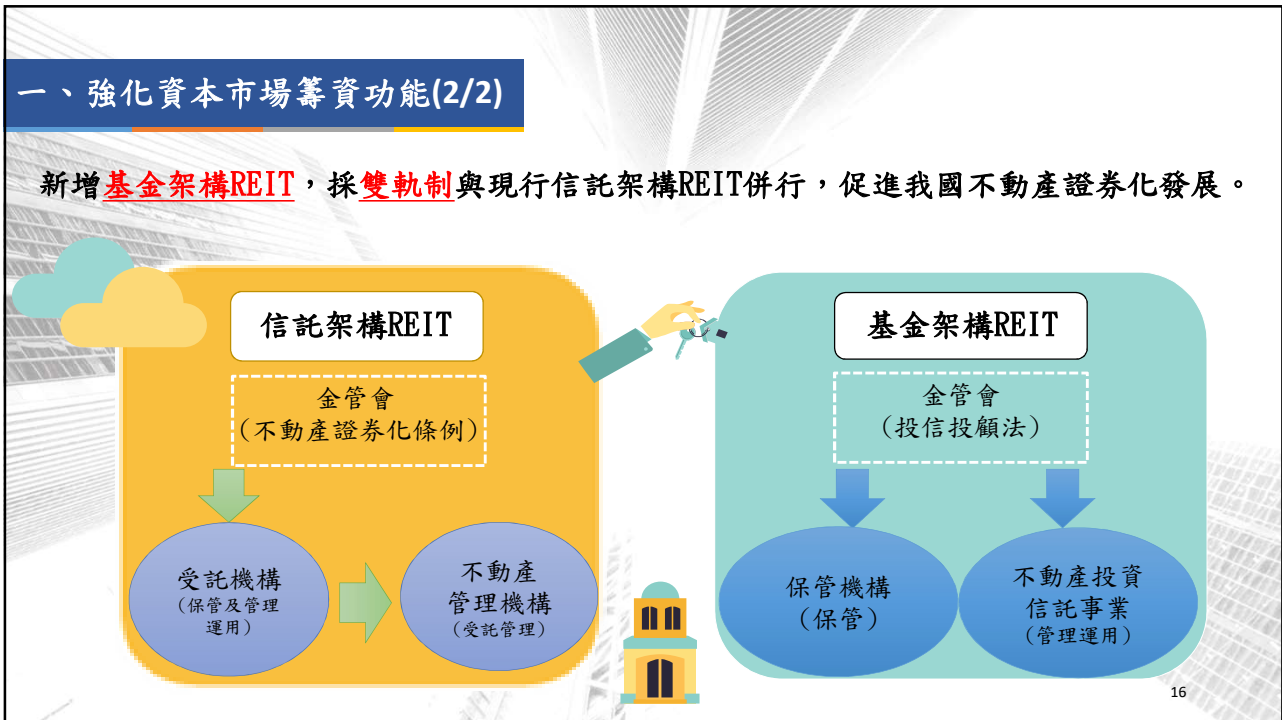 一、強化資本市場籌資功能(2/2)
新增基金架構REIT，採雙軌制與現行信託架構REIT併行，促進我國不動產證券化發展。
信託架構REIT
金管會
(不動產證券化條例)
受託機構
(保管及管理
運用)
不動產
管理機構
(受託管理)
基金架構REIT
金管會
(投信投顧法)
保管機構
(保管)
不動產投資
信託事業
(管理運用)
16